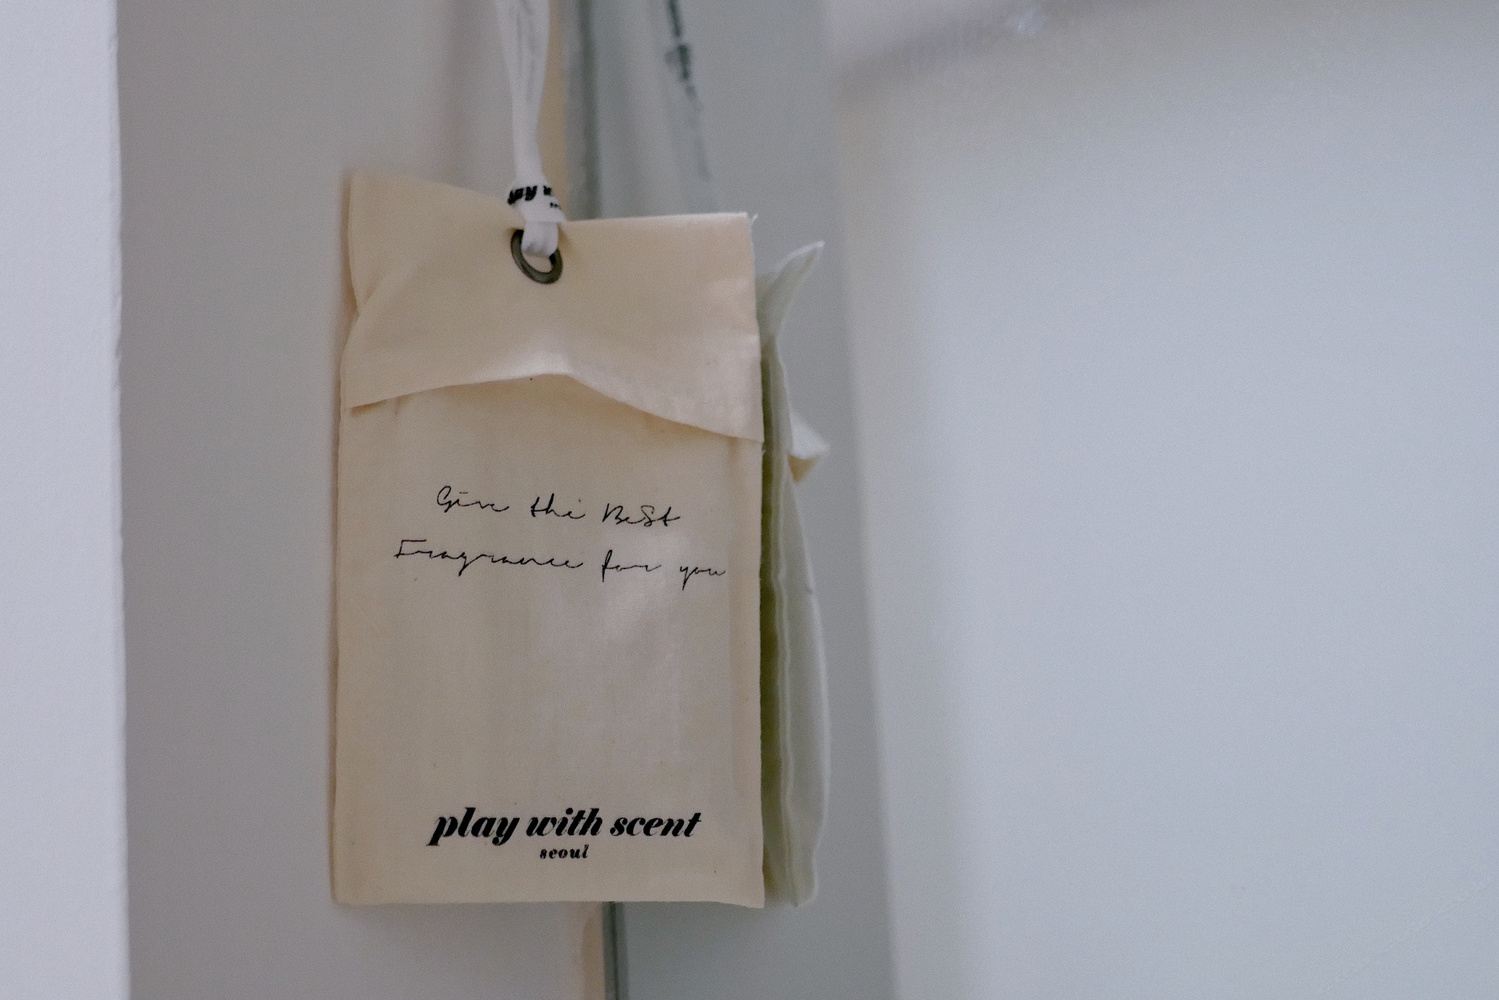 Give the Best
Fragrance for you
play with scent
seoul